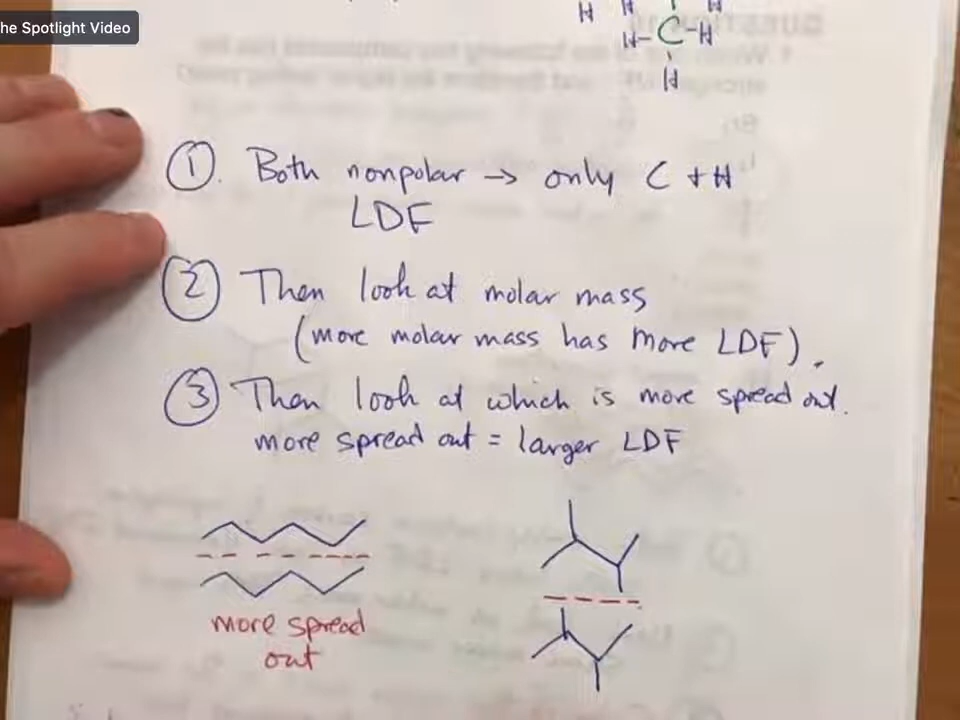 he Spotlight Video
H H H
H-C-H
H
① Both nonpolar → only C + H
LDF
② Then look at molar mass
(more molar mass has more LDF).
③ Then look at which is more spread out.
more spread out = larger LDF
more spread
out